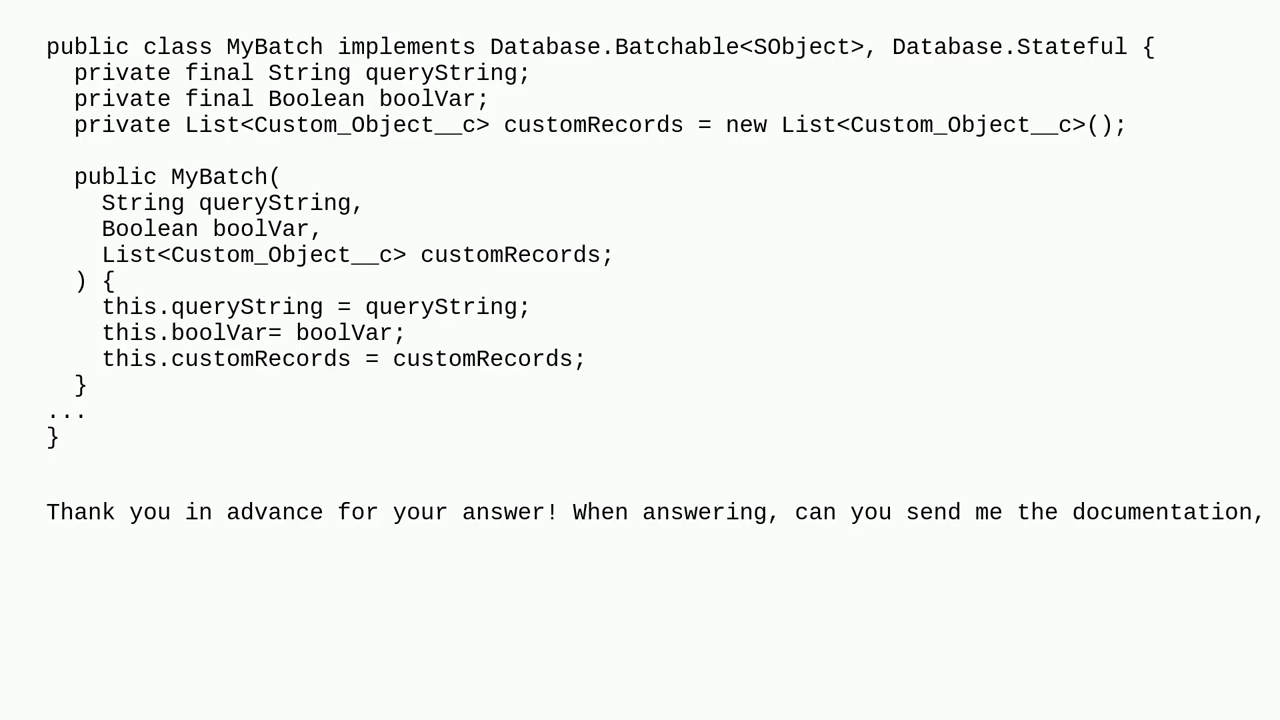 public class MyBatch implements Database.Batchable<SObject>, Database.Stateful {
  private final String queryString;
  private final Boolean boolVar;
  private List<Custom_Object__c> customRecords = new List<Custom_Object__c>();

  public MyBatch(
    String queryString,
    Boolean boolVar,
    List<Custom_Object__c> customRecords;
  ) {
    this.queryString = queryString;
    this.boolVar= boolVar;
    this.customRecords = customRecords;
  }
...
}

Thank you in advance for your answer! When answering, can you send me the documentation,